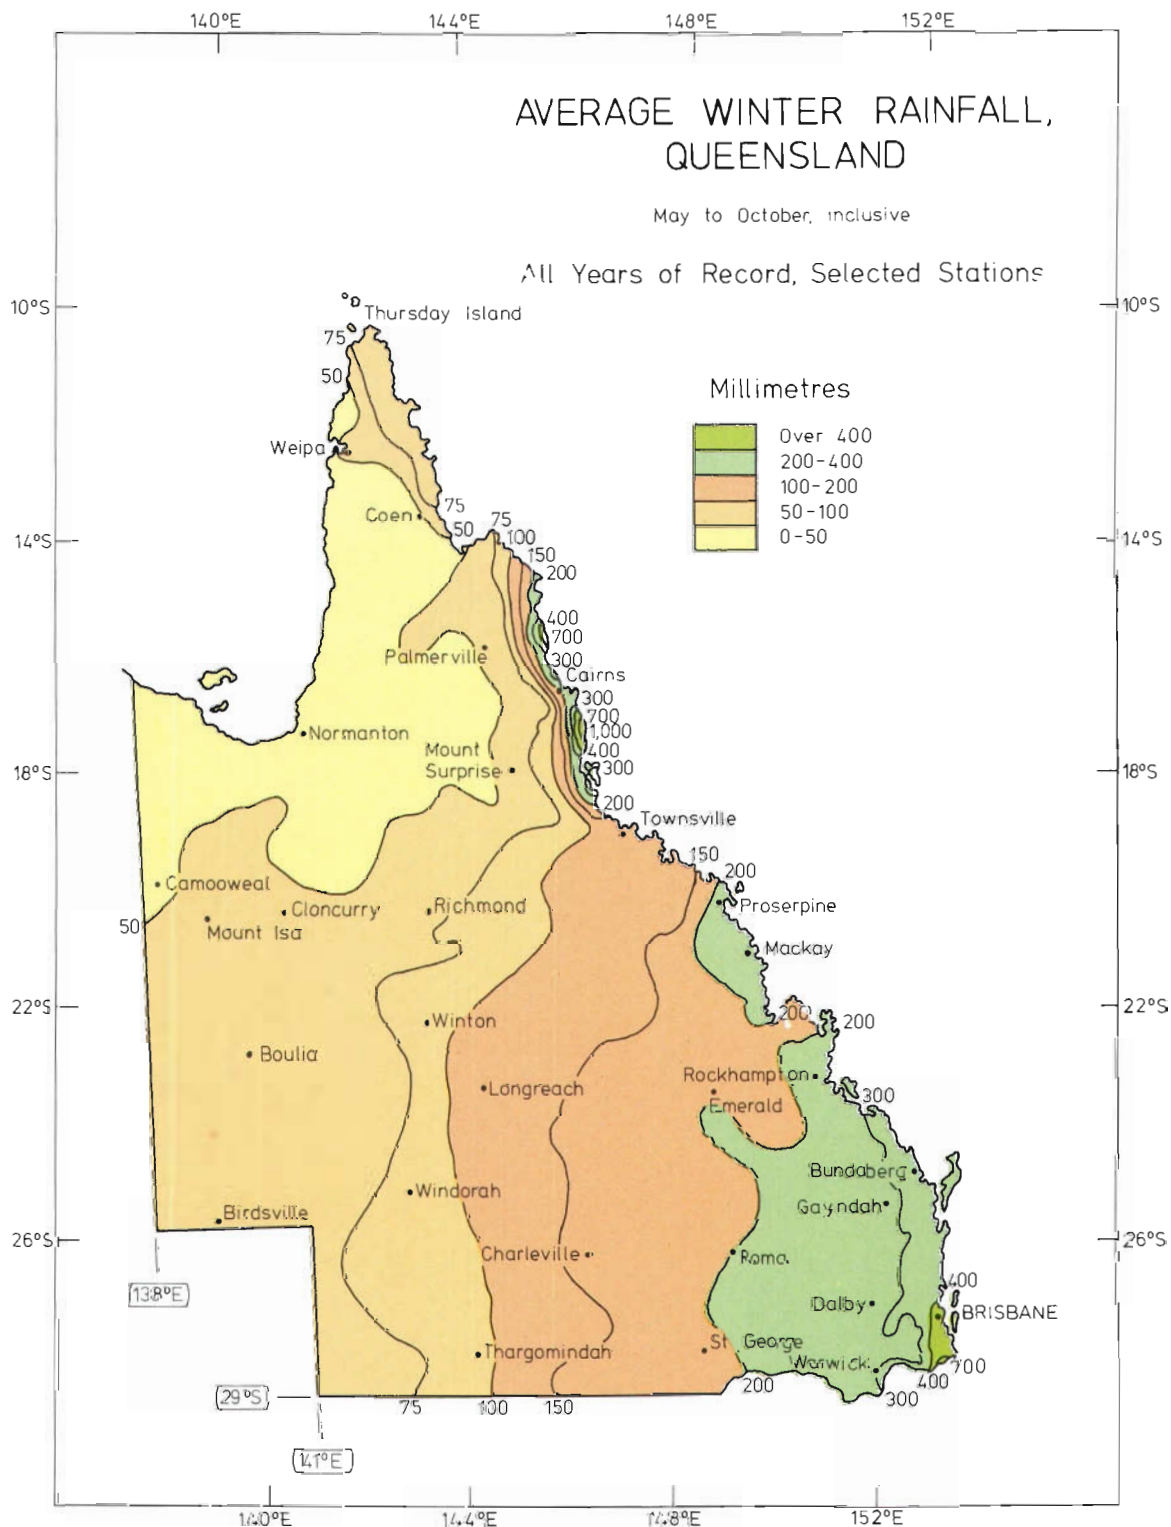 140°E 144°E 148°E 152°E
AVERAGE WINTER RAINFALL,
QUEENSLAND
May to October, inclusive
All Years of Record, Selected Stations
10°S 10°S
Thursday Island
75
50
Millimetres
Over 400
200-400
100-200
50-100
0-50
Weipa
Coen
75
50
75
100
150
200
14°S 14°S
400
700
300
Palmerville
Cairns
300
700
1,000
400
300
200
Normanton
Mount
Surprise
18°S 18°S
Townsville
150
200
Camooweal
Cloncurry
Richmond
Proserpine
50
Mount Isa
Mackay
22°S 22°S
200
200
Winton
Boulia
Longreach
Rockhampton
Emerald
300
Bundaberg
Gayndah
Windorah
Birdsville
26°S 26°S
Charleville
Roma
400
138°E
Dalby
BRISBANE
St George
Thargomindah
Warwick
700
400
300
200
29°S
75 100 150
141°E
140°E 144°E 148°E 152°E